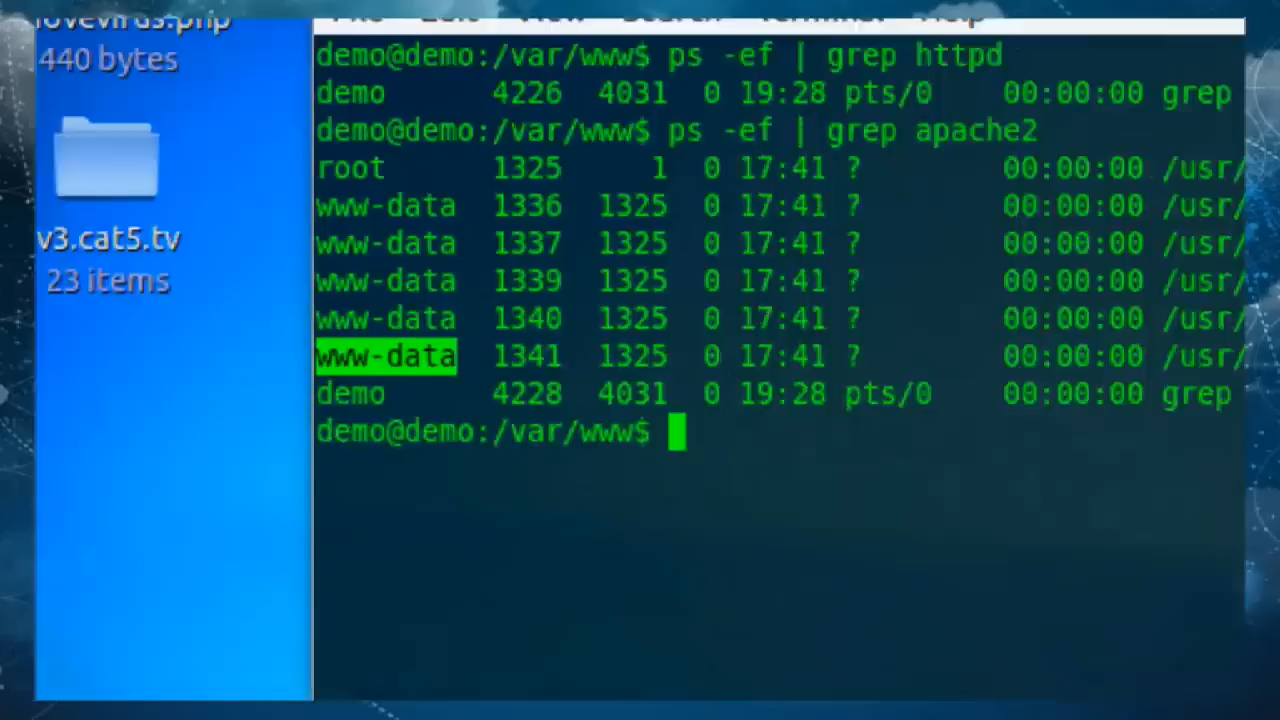 440 bytes
v3.cat5.tv
23 items
demo@demo:/var/www$ ps -ef | grep httpd
demo 4226 4031 0 19:28 pts/0 00:00:00 grep
demo@demo:/var/www$ ps -ef | grep apache2
root 1325 1 0 17:41 ? 00:00:00 /usr/
www-data 1336 1325 0 17:41 ? 00:00:00 /usr/
www-data 1337 1325 0 17:41 ? 00:00:00 /usr/
www-data 1339 1325 0 17:41 ? 00:00:00 /usr/
www-data 1340 1325 0 17:41 ? 00:00:00 /usr/
www-data 1341 1325 0 17:41 ? 00:00:00 /usr/
demo 4228 4031 0 19:28 pts/0 00:00:00 grep
demo@demo:/var/www$